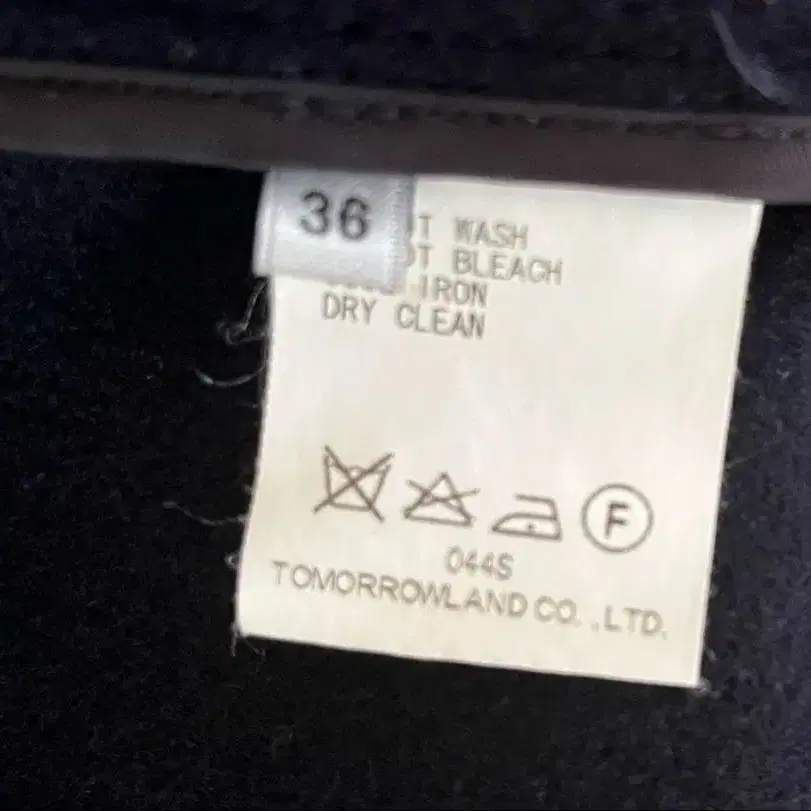 36
WASH
BLEACH
IRON
DRY CLEAN
F
044S
TOMORROWLAND CO. ,LTD.